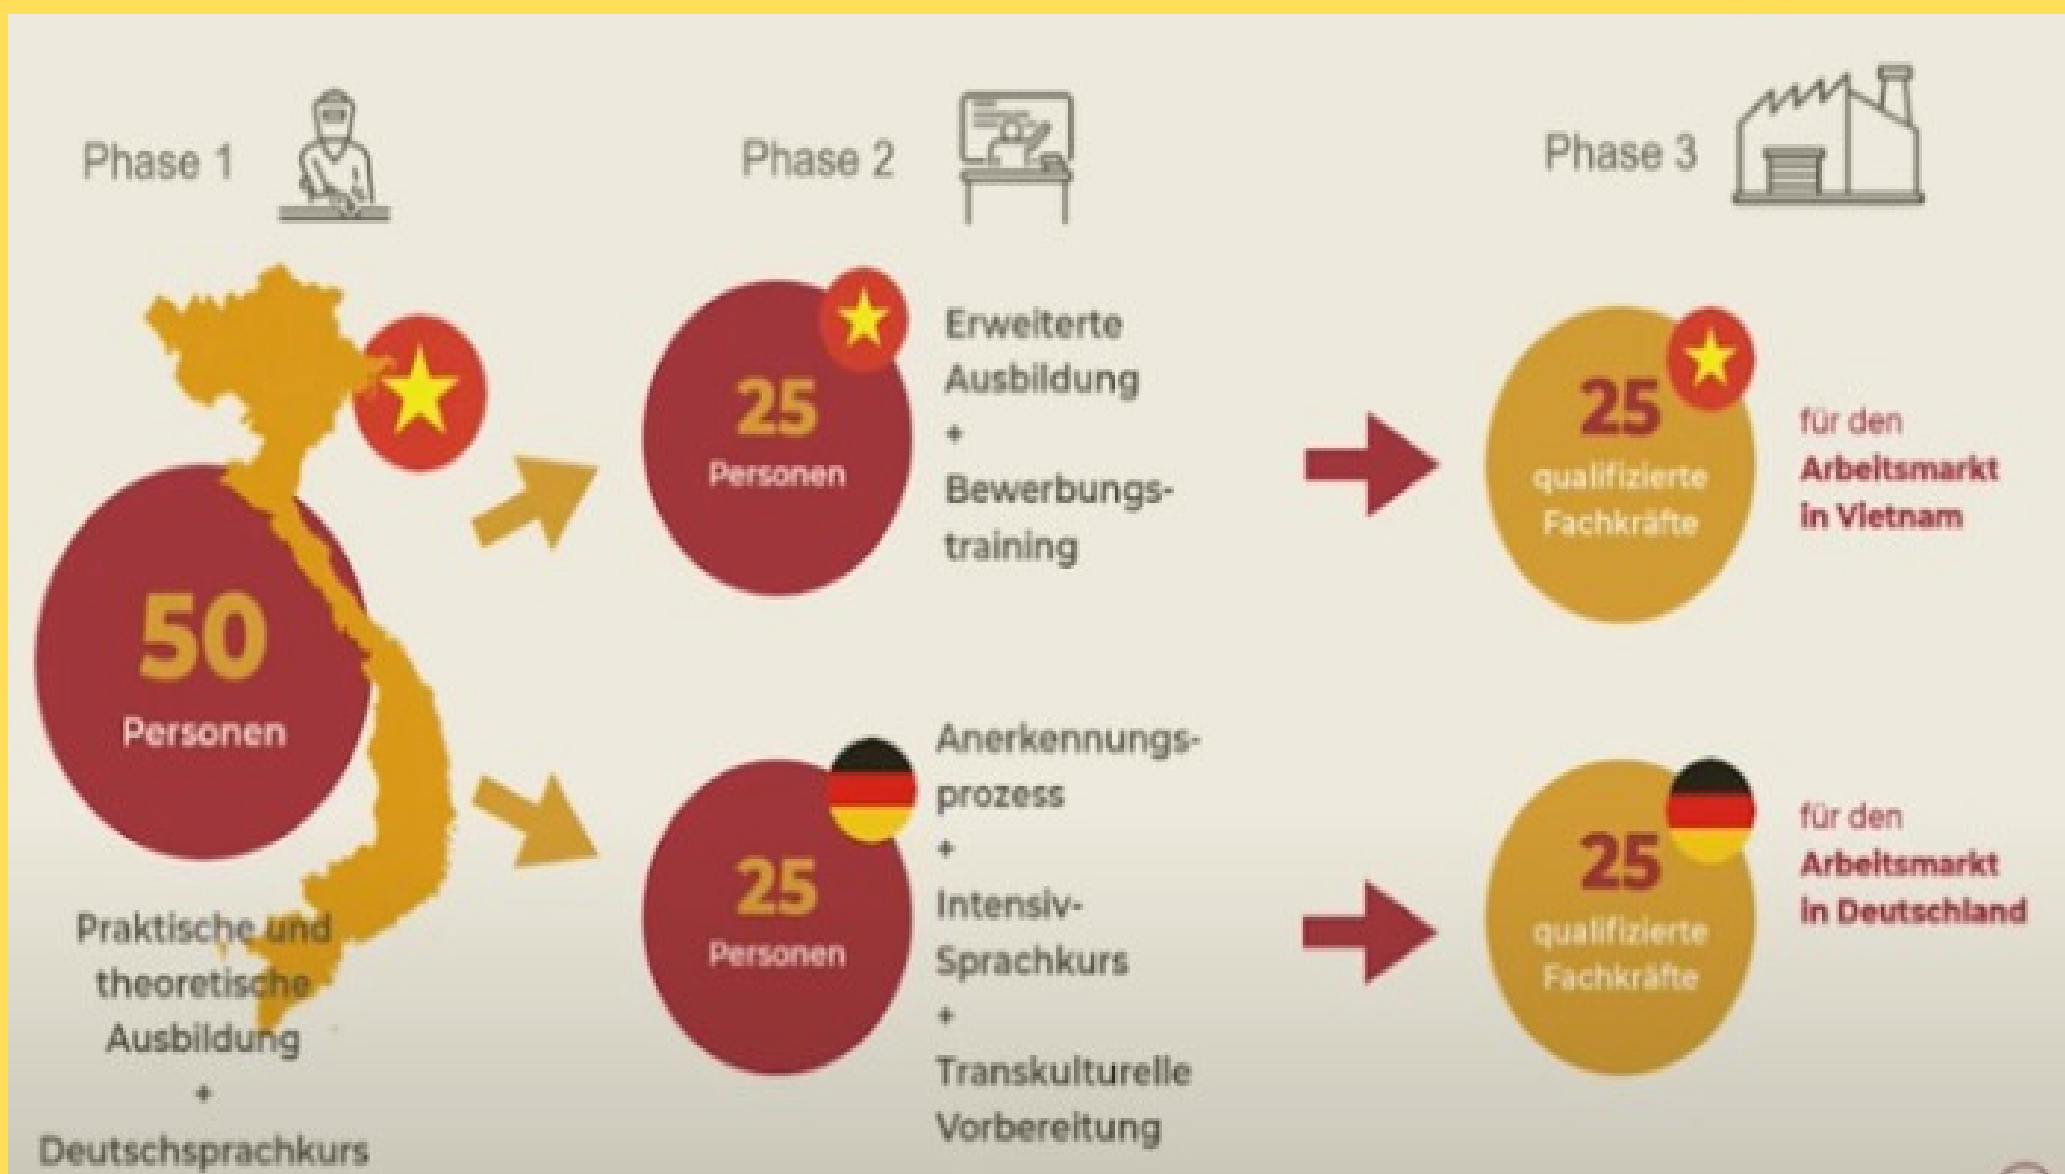 Phase 1
50
Personen
Praktische und
theoretische
Ausbildung
+
Deutschsprachkurs
Phase 2
25
Personen
Erweiterte
Ausbildung
+
Bewerbungs-
training
25
Personen
Anerkennungs-
prozess
+
Intensiv-
Sprachkurs
+
Transkulturelle
Vorbereitung
Phase 3
25
qualifizierte
Fachkräfte
für den
Arbeitsmarkt
in Vietnam
25
qualifizierte
Fachkräfte
für den
Arbeitsmarkt
in Deutschland